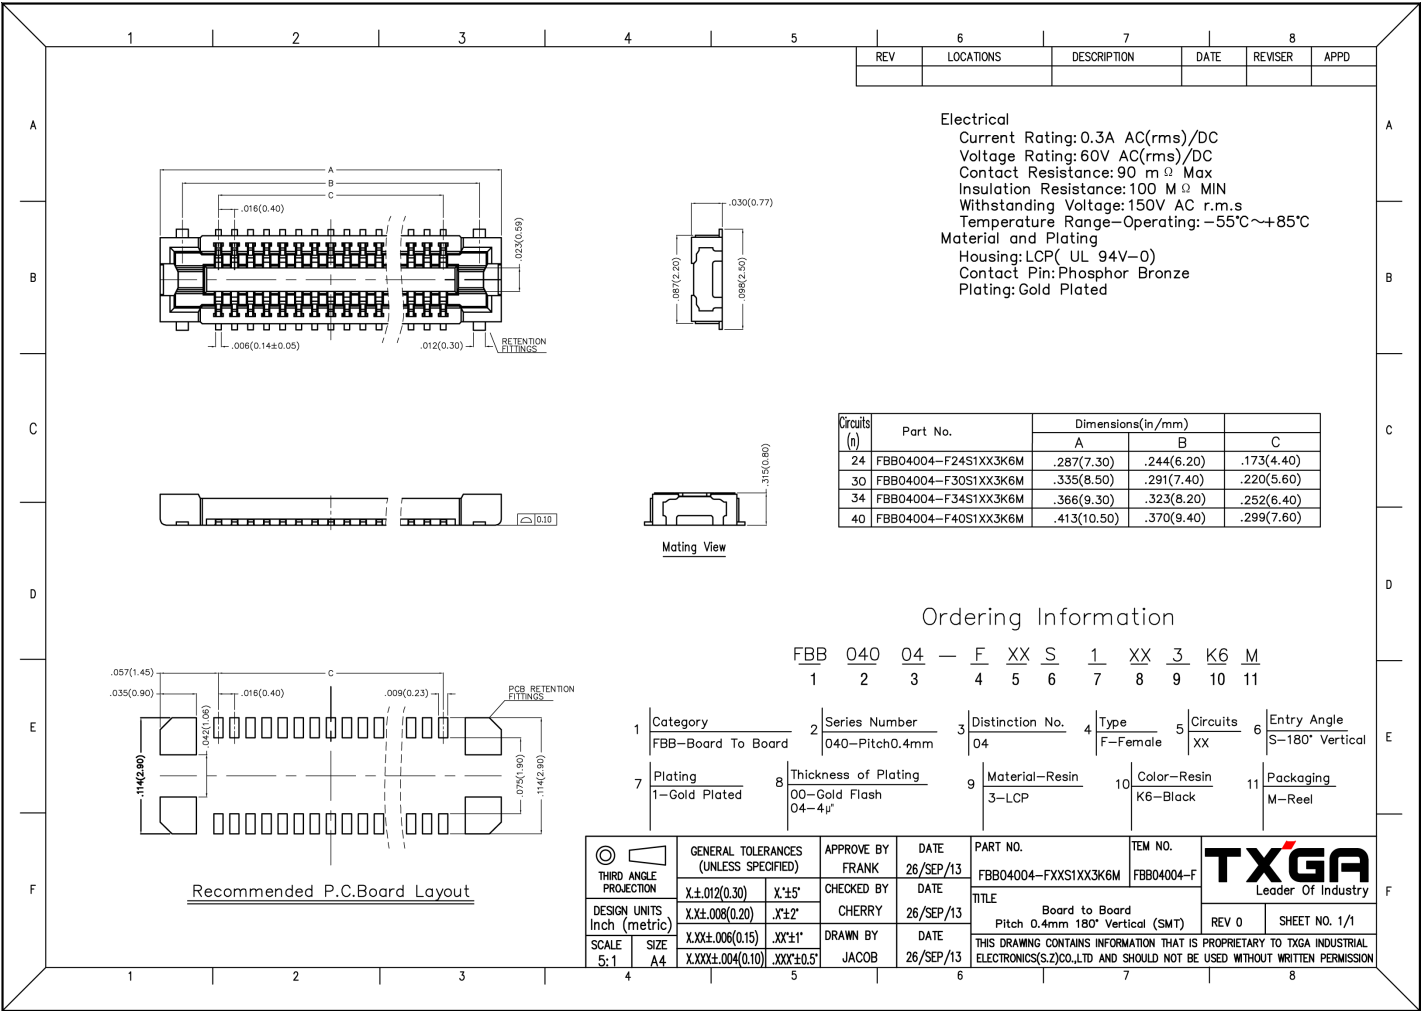 1 2 3 4 5 6 7 8
REV LOCATIONS DESCRIPTION DATE REVISER APPD
A A
Electrical
Current Rating:0.3A AC(rms)/DC
Voltage Rating:60V AC(rms)/DC
Contact Resistance:90 mΩ Max
Insulation Resistance:100 MΩ MIN
Withstanding Voltage:150V AC r.m.s
Temperature Range-Operating:-55°C~+85°C
Material and Plating
Housing:LCP( UL 94V-0)
Contact Pin:Phosphor Bronze
Plating:Gold Plated
A
B
C
.016(0.40)
.023(0.59)
.006(0.14±0.05)
.012(0.30)
RETENTION
FITTINGS
.030(0.77)
.087(2.20)
.098(2.50)
B B
C C
Circuits
(n)
Part No.
Dimensions(in/mm)
A B C
24 FBB04004-F24S1XX3K6M .287(7.30) .244(6.20) .173(4.40)
30 FBB04004-F30S1XX3K6M .335(8.50) .291(7.40) .220(5.60)
34 FBB04004-F34S1XX3K6M .366(9.30) .323(8.20) .252(6.40)
40 FBB04004-F40S1XX3K6M .413(10.50) .370(9.40) .299(7.60)
0.10
.315(0.80)
Mating View
D D
Ordering Information
FBB 040 04 - F XX S 1 XX 3 K6 M
1 2 3 4 5 6 7 8 9 10 11
1 Category
FBB-Board To Board
2 Series Number
040-Pitch0.4mm
3 Distinction No.
04
4 Type
F-Female
5 Circuits
XX
6 Entry Angle
S-180° Vertical
7 Plating
1-Gold Plated
8 Thickness of Plating
00-Gold Flash
04-4μ"
9 Material-Resin
3-LCP
10 Color-Resin
K6-Black
11 Packaging
M-Reel
E E
.057(1.45)
C
.035(0.90)
.016(0.40)
.009(0.23)
PCB RETENTION
FITTINGS
.042(1.06)
.114(2.90)
.075(1.90)
.114(2.90)
Recommended P.C.Board Layout
F F
THIRD ANGLE
PROJECTION
DESIGN UNITS
Inch (metric)
SCALE SIZE
5:1 A4
GENERAL TOLERANCES
(UNLESS SPECIFIED)
X.±.012(0.30) X.°±5°
X.X±.008(0.20) .X°±2°
X.XX±.006(0.15) .XX°±1°
X.XXX±.004(0.10) .XXX°±0.5°
APPROVE BY DATE
FRANK 26/SEP/13
CHECKED BY DATE
CHERRY 26/SEP/13
DRAWN BY DATE
JACOB 26/SEP/13
PART NO.
FBB04004-FXXS1XX3K6M
TEM NO.
FBB04004-F
TITLE
Board to Board
Pitch 0.4mm 180° Vertical (SMT)
TXGA
Leader Of Industry
REV 0 SHEET NO. 1/1
THIS DRAWING CONTAINS INFORMATION THAT IS PROPRIETARY TO TXGA INDUSTRIAL
ELECTRONICS(S.Z)CO.,LTD AND SHOULD NOT BE USED WITHOUT WRITTEN PERMISSION
1 2 3 4 5 6 7 8